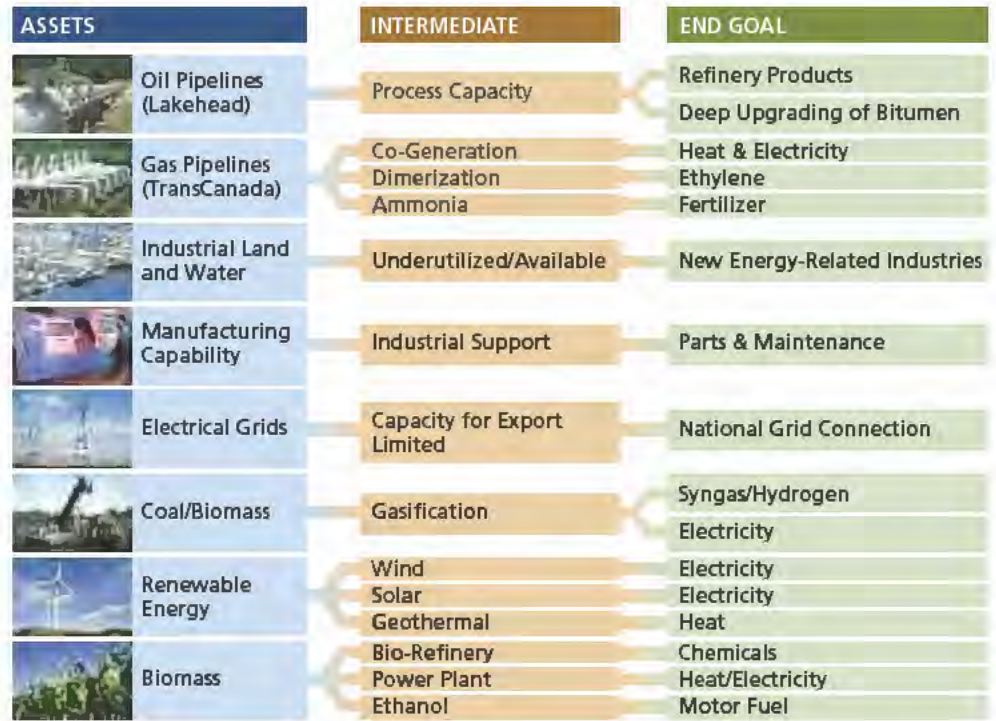 ASSETS INTERMEDIATE END GOAL
Oil Pipelines
(Lakehead)
Process Capacity
Refinery Products
Deep Upgrading of Bitumen
Gas Pipelines
(TransCanada)
Co-Generation
Heat & Electricity
Dimerization
Ethylene
Ammonia
Fertilizer
Industrial Land
and Water
Underutilized/Available
New Energy-Related Industries
Manufacturing
Capability
Industrial Support
Parts & Maintenance
Electrical Grids
Capacity for Export
Limited
National Grid Connection
Coal/Biomass
Gasification
Syngas/Hydrogen
Electricity
Renewable
Energy
Wind
Electricity
Solar
Electricity
Geothermal
Heat
Biomass
Bio-Refinery
Chemicals
Power Plant
Heat/Electricity
Ethanol
Motor Fuel